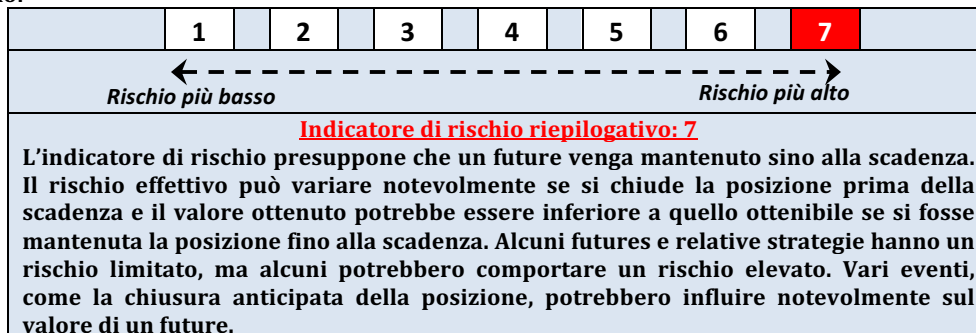 1 2 3 4 5 6 7
Rischio più basso Rischio più alto
Indicatore di rischio riepilogativo: 7
L’indicatore di rischio presuppone che un future venga mantenuto sino alla scadenza.
Il rischio effettivo può variare notevolmente se si chiude la posizione prima della
scadenza e il valore ottenuto potrebbe essere inferiore a quello ottenibile se si fosse
mantenuta la posizione fino alla scadenza. Alcuni futures e relative strategie hanno un
rischio limitato, ma alcuni potrebbero comportare un rischio elevato. Vari eventi,
come la chiusura anticipata della posizione, potrebbero influire notevolmente sul
valore di un future.